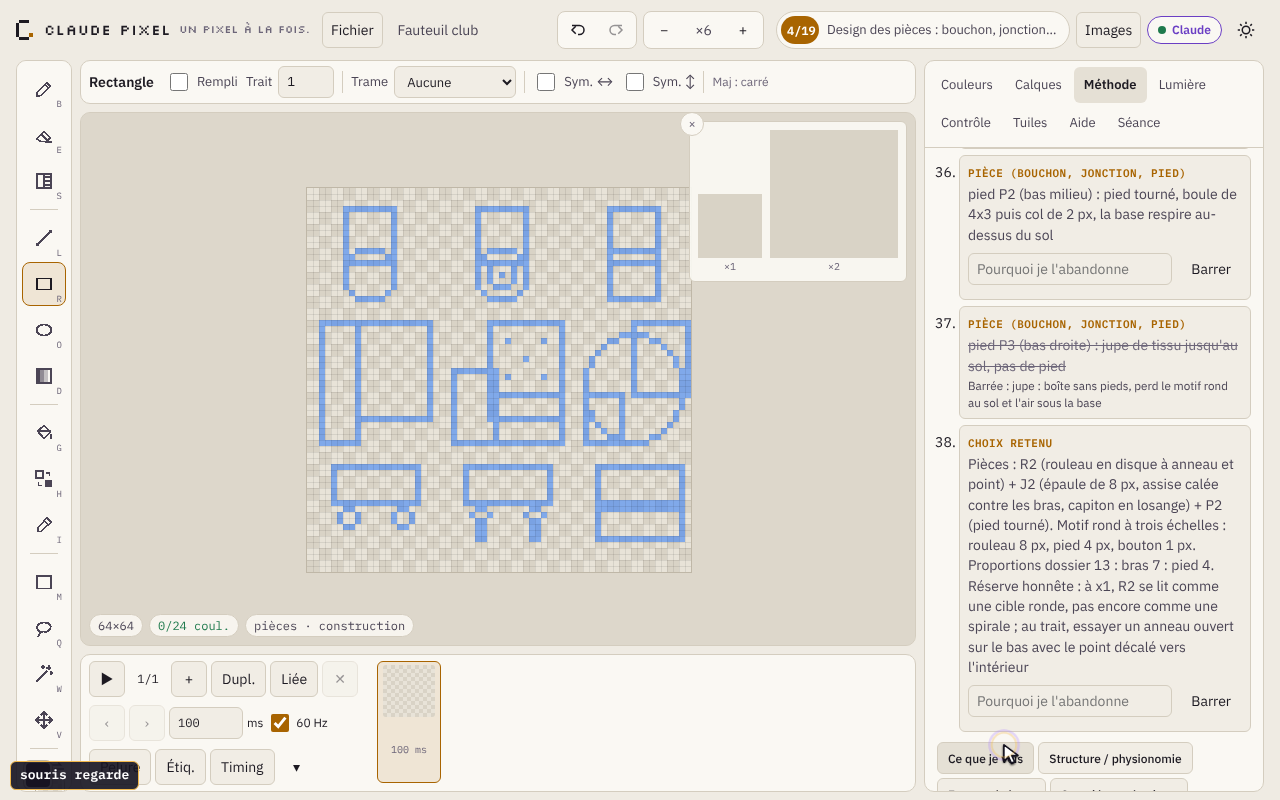 CLAUDE PIXEL UN PIXEL À LA FOIS. Fichier Fauteuil club
− ×6 + 4/19 Design des pièces : bouchon, jonction… Images Claude
Rectangle Rempli Trait 1 Trame Aucune Sym. ↔ Sym. ↕ Maj : carré
B
E
S
L
R
O
D
G
H
I
M
Q
W
V
×
×1 ×2
64×64 0/24 coul. pièces · construction
▶ 1/1 + Dupl. Liée ×
‹ › 100 ms 60 Hz
Étiq. Timing ▼
100 ms
souris regarde
Couleurs Calques Méthode Lumière
Contrôle Tuiles Aide Séance
36. PIÈCE (BOUCHON, JONCTION, PIED)
pied P2 (bas milieu) : pied tourné, boule de
4x3 puis col de 2 px, la base respire au-
dessus du sol
Pourquoi je l'abandonne Barrer
37. PIÈCE (BOUCHON, JONCTION, PIED)
pied P3 (bas droite) : jupe de tissu jusqu'au
sol, pas de pied
Barrée : jupe : boîte sans pieds, perd le motif rond
au sol et l'air sous la base
38. CHOIX RETENU
Pièces : R2 (rouleau en disque à anneau et
point) + J2 (épaule de 8 px, assise calée
contre les bras, capiton en losange) + P2
(pied tourné). Motif rond à trois échelles :
rouleau 8 px, pied 4 px, bouton 1 px.
Proportions dossier 13 : bras 7 : pied 4.
Réserve honnête : à x1, R2 se lit comme
une cible ronde, pas encore comme une
spirale ; au trait, essayer un anneau ouvert
sur le bas avec le point décalé vers
l'intérieur
Pourquoi je l'abandonne Barrer
Ce que je Structure / physionomie